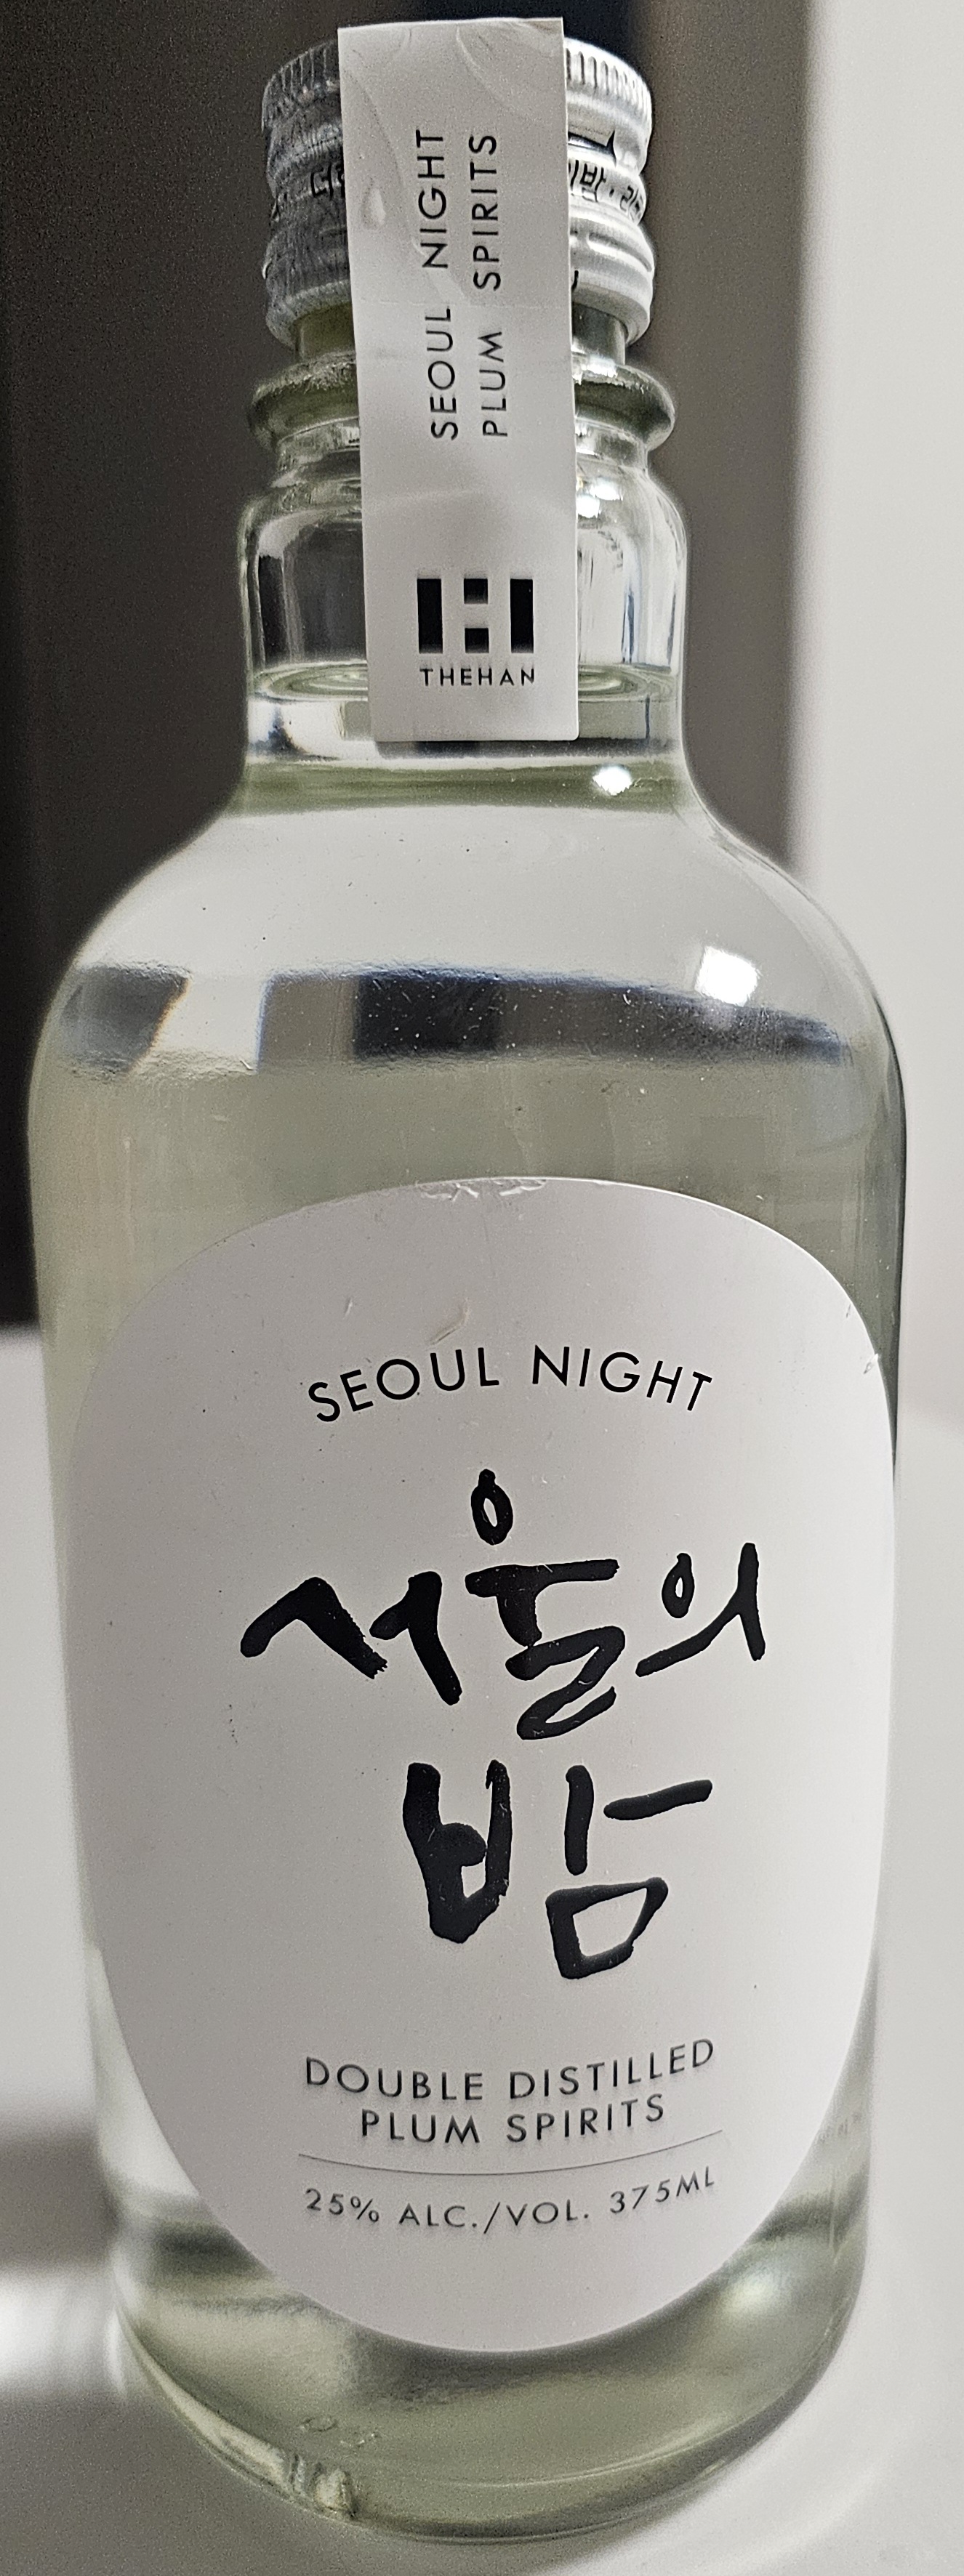 SEOUL NIGHT
PLUM SPIRITS
THEHAN
SEOUL NIGHT
서울의
밤
DOUBLE DISTILLED
PLUM SPIRITS
25% ALC./VOL. 375ML